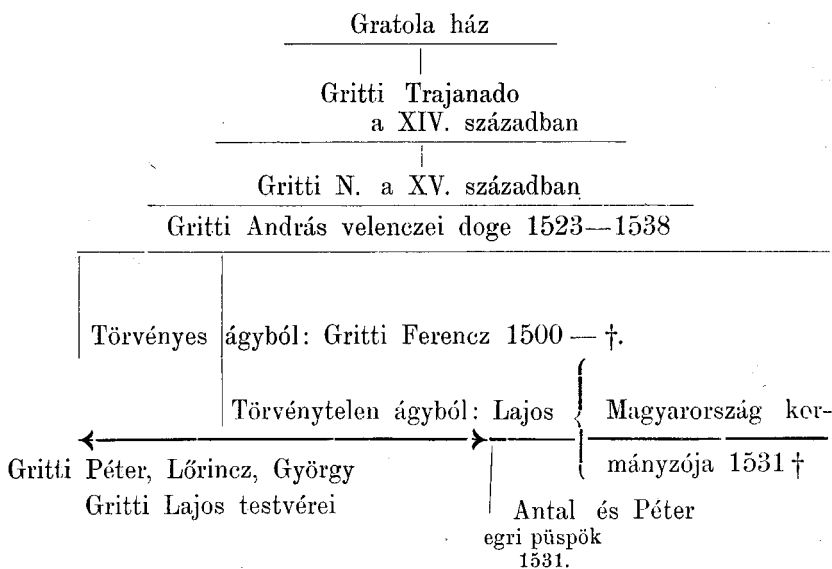 Gratola ház
Gritti Trajanado
a XIV. században
Gritti N. a XV. században
Gritti András velenczei doge 1523—1538
Törvényes ágyból: Gritti Ferencz 1500 — †.
Törvénytelen ágyból: Lajos { Magyarország kor-
mányzója 1531 †
Gritti Péter, Lőrincz, György
Gritti Lajos testvérei
Antal és Péter
egri püspök
1531.